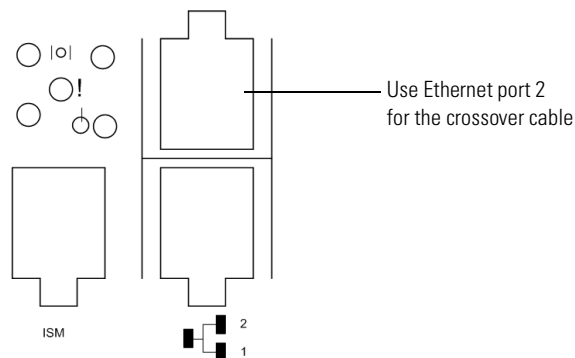 |o|
!
Use Ethernet port 2
for the crossover cable
ISM
2
1